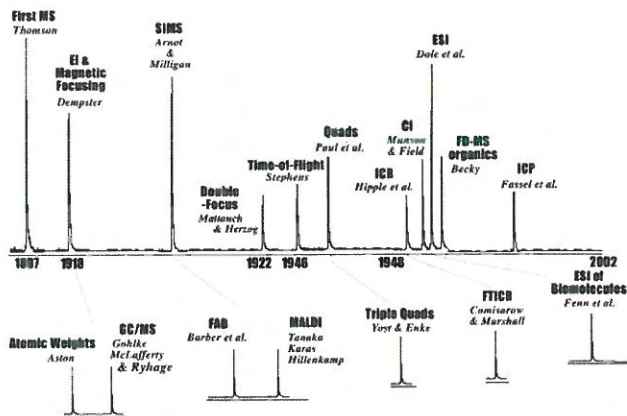 First MS
Thomson
EI &
Magnetic
Focusing
Dempster
SIMS
Arnot
&
Milligan
Double
-Focus
Mattauch
& Herzog
Time-of-Flight
Stephens
Quads
Paul et al.
ICR
Hipple et al.
CI
Munson
& Field
ESI
Dole et al.
FD-MS
organics
Becky
ICP
Fassel et al.
1897
1918
1922
1946
1948
2002
Atomic Weights
Aston
GC/MS
Gohlke
McLafferty
& Ryhage
FAB
Barber et al.
MALDI
Tanaka
Karas
Hillenkamp
Triple Quads
Yost & Enke
FTICR
Comisarow
& Marshall
ESI of
Biomolecules
Fenn et al.